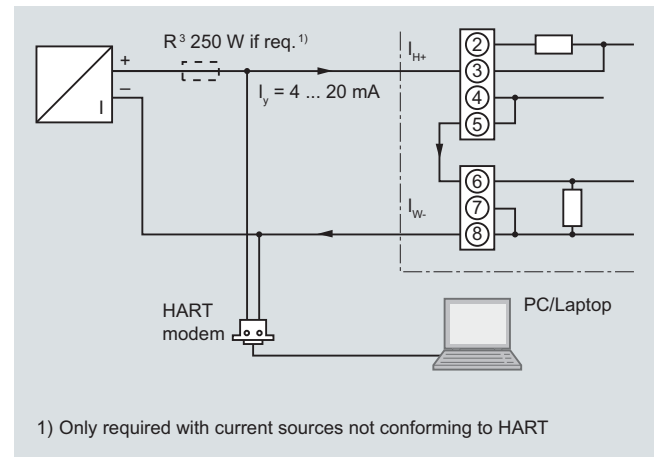 R³ 250 W if req.¹⁾
+
–
I
I_y = 4 ... 20 mA
I_H+
2
3
4
5
6
7
8
I_W-
HART
modem
PC/Laptop
1) Only required with current sources not conforming to HART